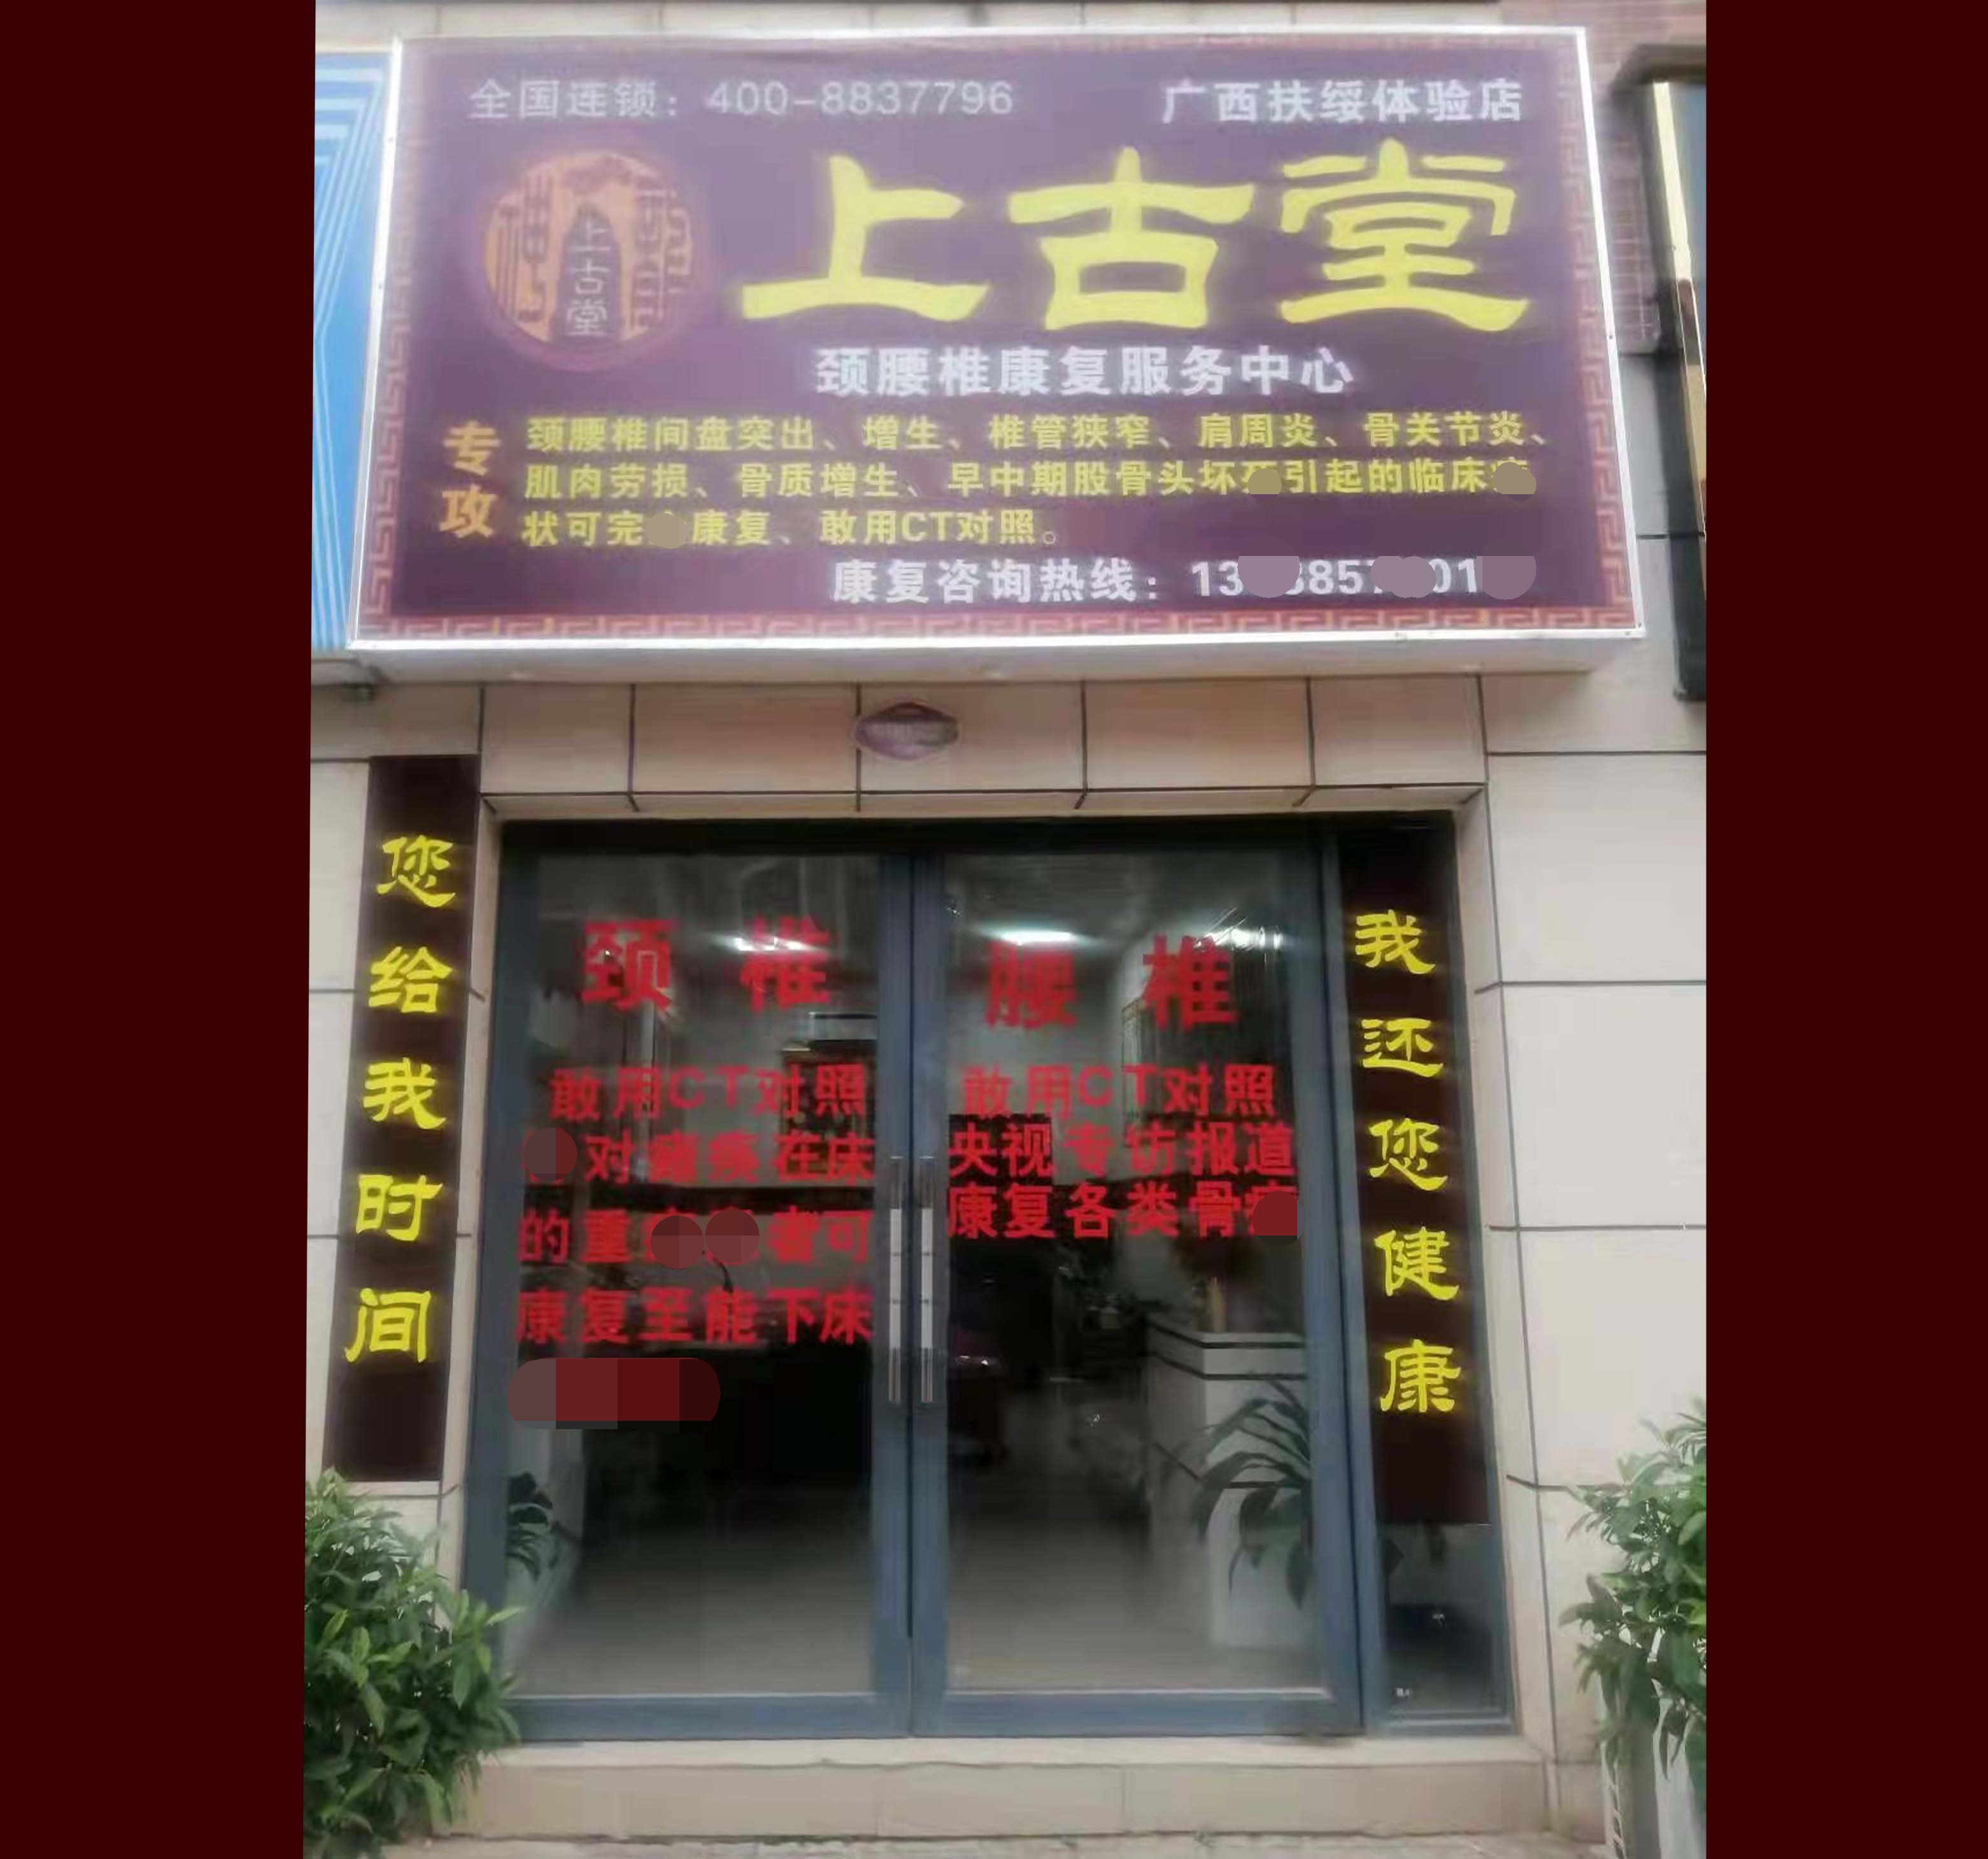 全国连锁：400-8837796
广西扶绥体验店
上古堂
上古堂
颈腰椎康复服务中心
专攻
颈腰椎间盘突出、增生、椎管狭窄、肩周炎、骨关节炎、
肌肉劳损、骨质增生、早中期股骨头坏 引起的临床
状可完 康复、敢用CT对照。
康复咨询热线：
您给我时间
颈椎
敢用CT对照
对瘫痪在床
的重 者可
康复至能下床
腰椎
敢用CT对照
央视专访报道
康复各类骨
我还您健康